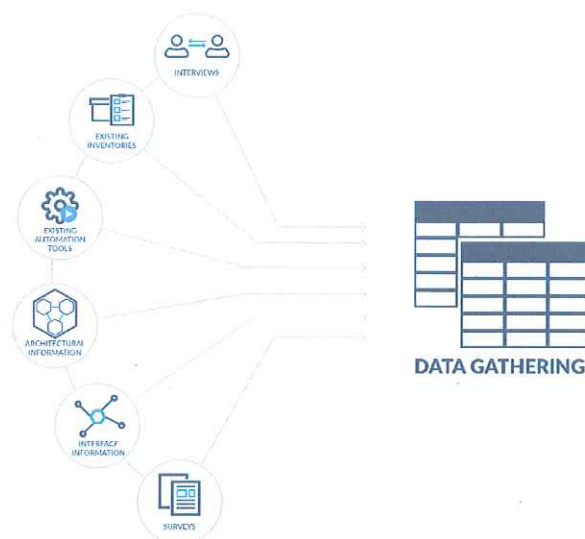 INTERVIEWS
EXISTING
INVENTORIES
EXISTING
AUTOMATION
TOOLS
ARCHITECTURAL
INFORMATION
INTERFACE
INFORMATION
SURVEYS
DATA GATHERING